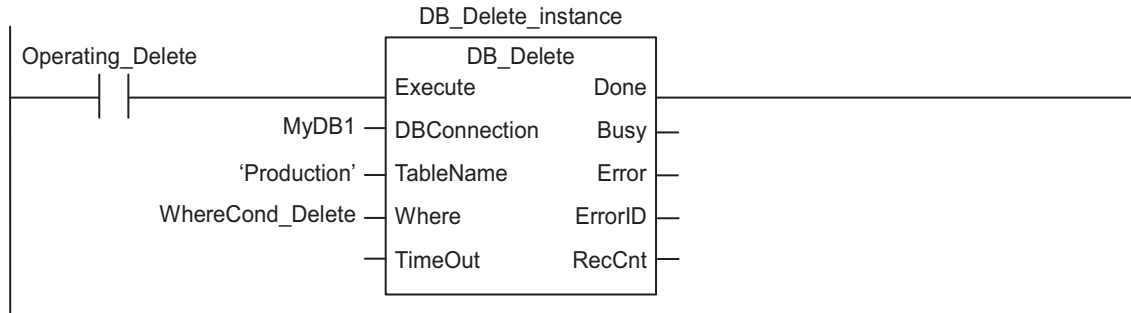 DB_Delete_instance
Operating_Delete
DB_Delete
Execute Done
MyDB1 DBConnection Busy
‘Production’ TableName Error
WhereCond_Delete Where ErrorID
TimeOut RecCnt